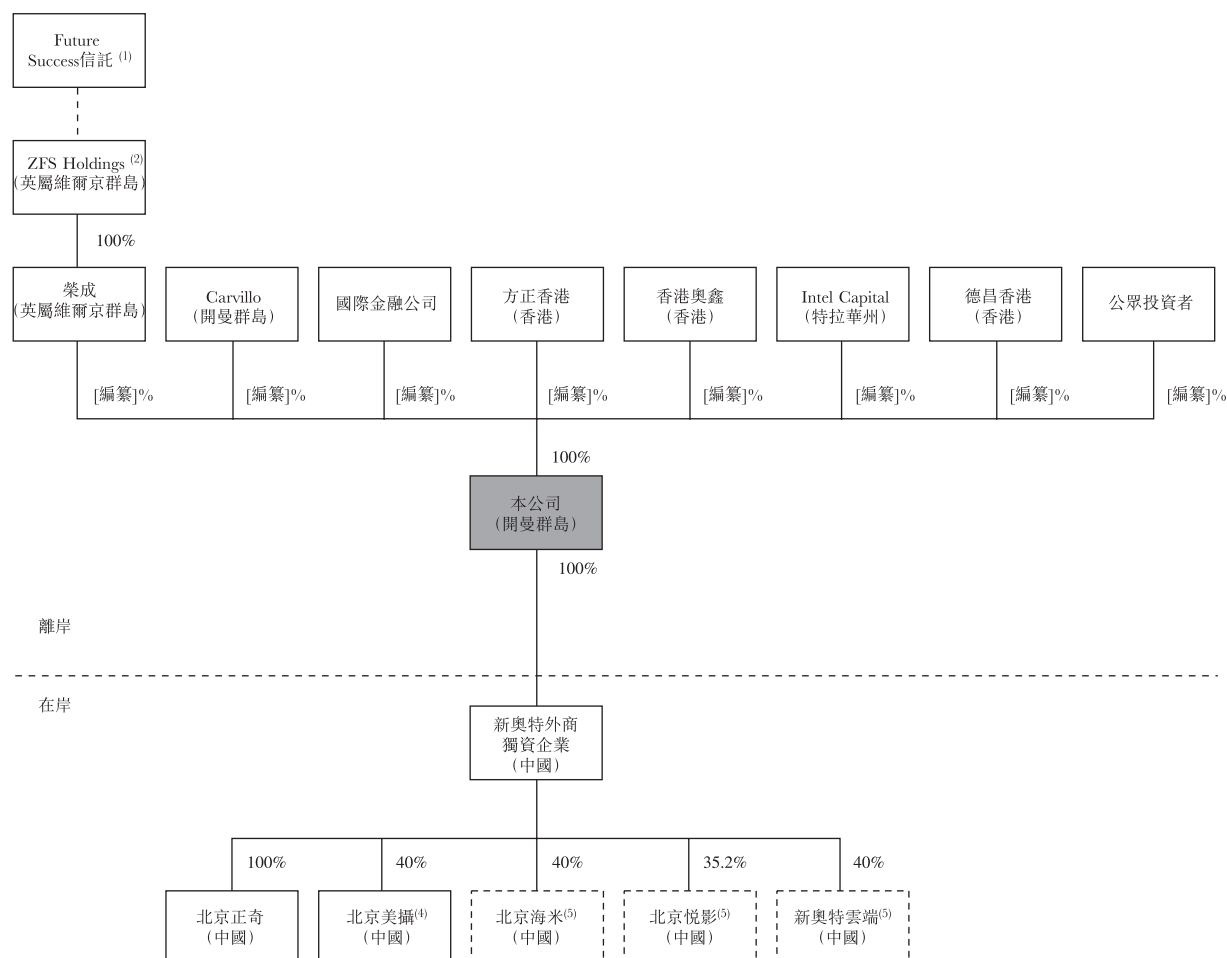 Future
Success信託 (1)
ZFS Holdings (2)
(英屬維爾京群島)
100%
榮成
(英屬維爾京群島)
Carvillo
(開曼群島)
國際金融公司
方正香港
(香港)
香港奧鑫
(香港)
Intel Capital
(特拉華州)
德昌香港
(香港)
公眾投資者
[編纂]%
[編纂]%
[編纂]%
[編纂]%
[編纂]%
[編纂]%
[編纂]%
[編纂]%
100%
本公司
(開曼群島)
100%
離岸
在岸
新奧特外商
獨資企業
(中國)
100%
40%
40%
35.2%
40%
北京正奇
(中國)
北京美攝(4)
(中國)
北京海米(5)
(中國)
北京悅影(5)
(中國)
新奧特雲端(5)
(中國)